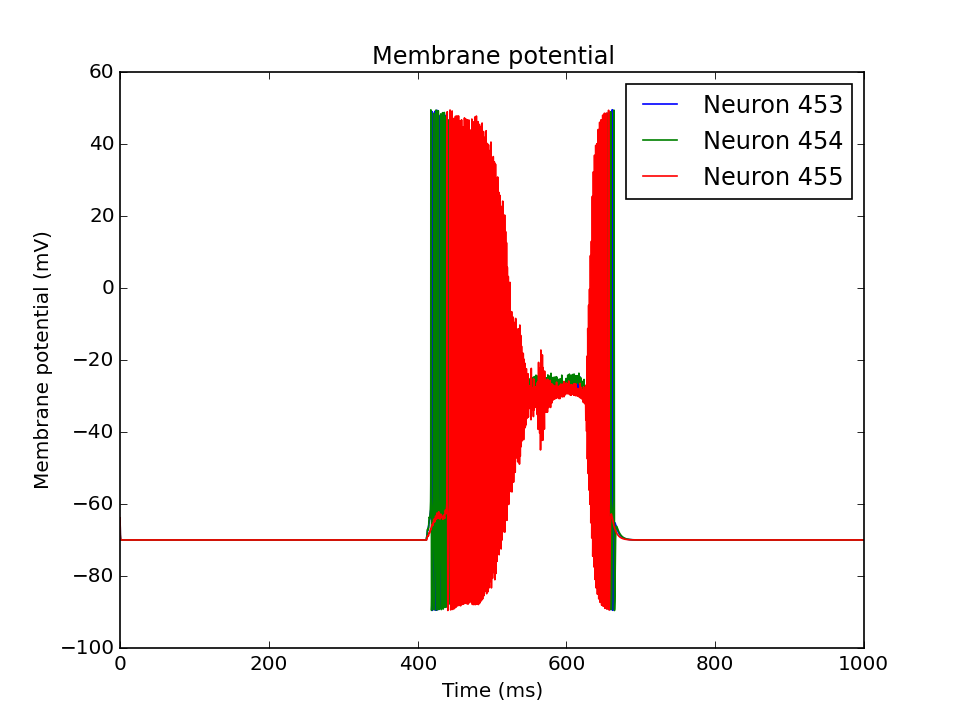 Membrane potential
60
40
20
0
−20
−40
−60
−80
−100
Membrane potential (mV)
Neuron 453
Neuron 454
Neuron 455
0 200 400 600 800 1000
Time (ms)